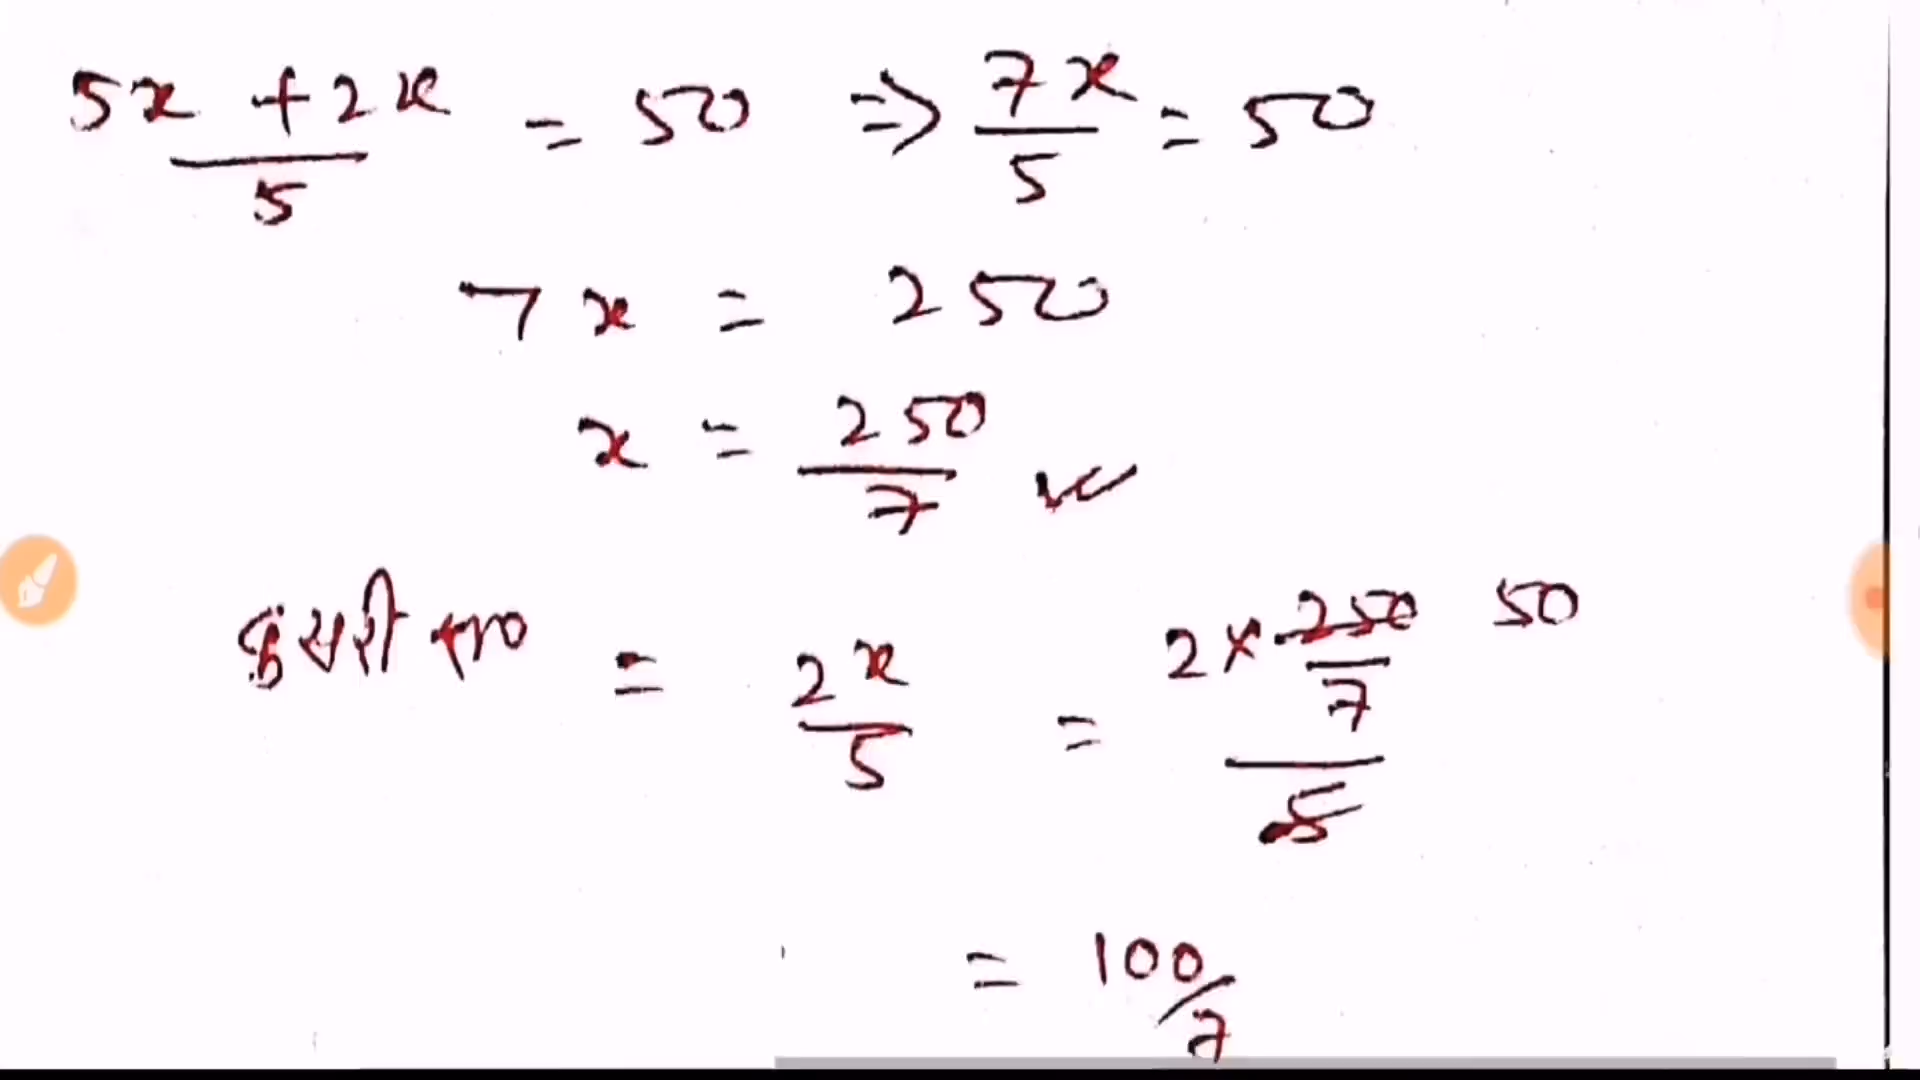 (5x + 2x)/5 = 50 => 7x/5 = 50
7x = 250
x = 250/7 ✓
दुसरी = 2x/5 = (2 × 250/7)/5 50
= 100/7